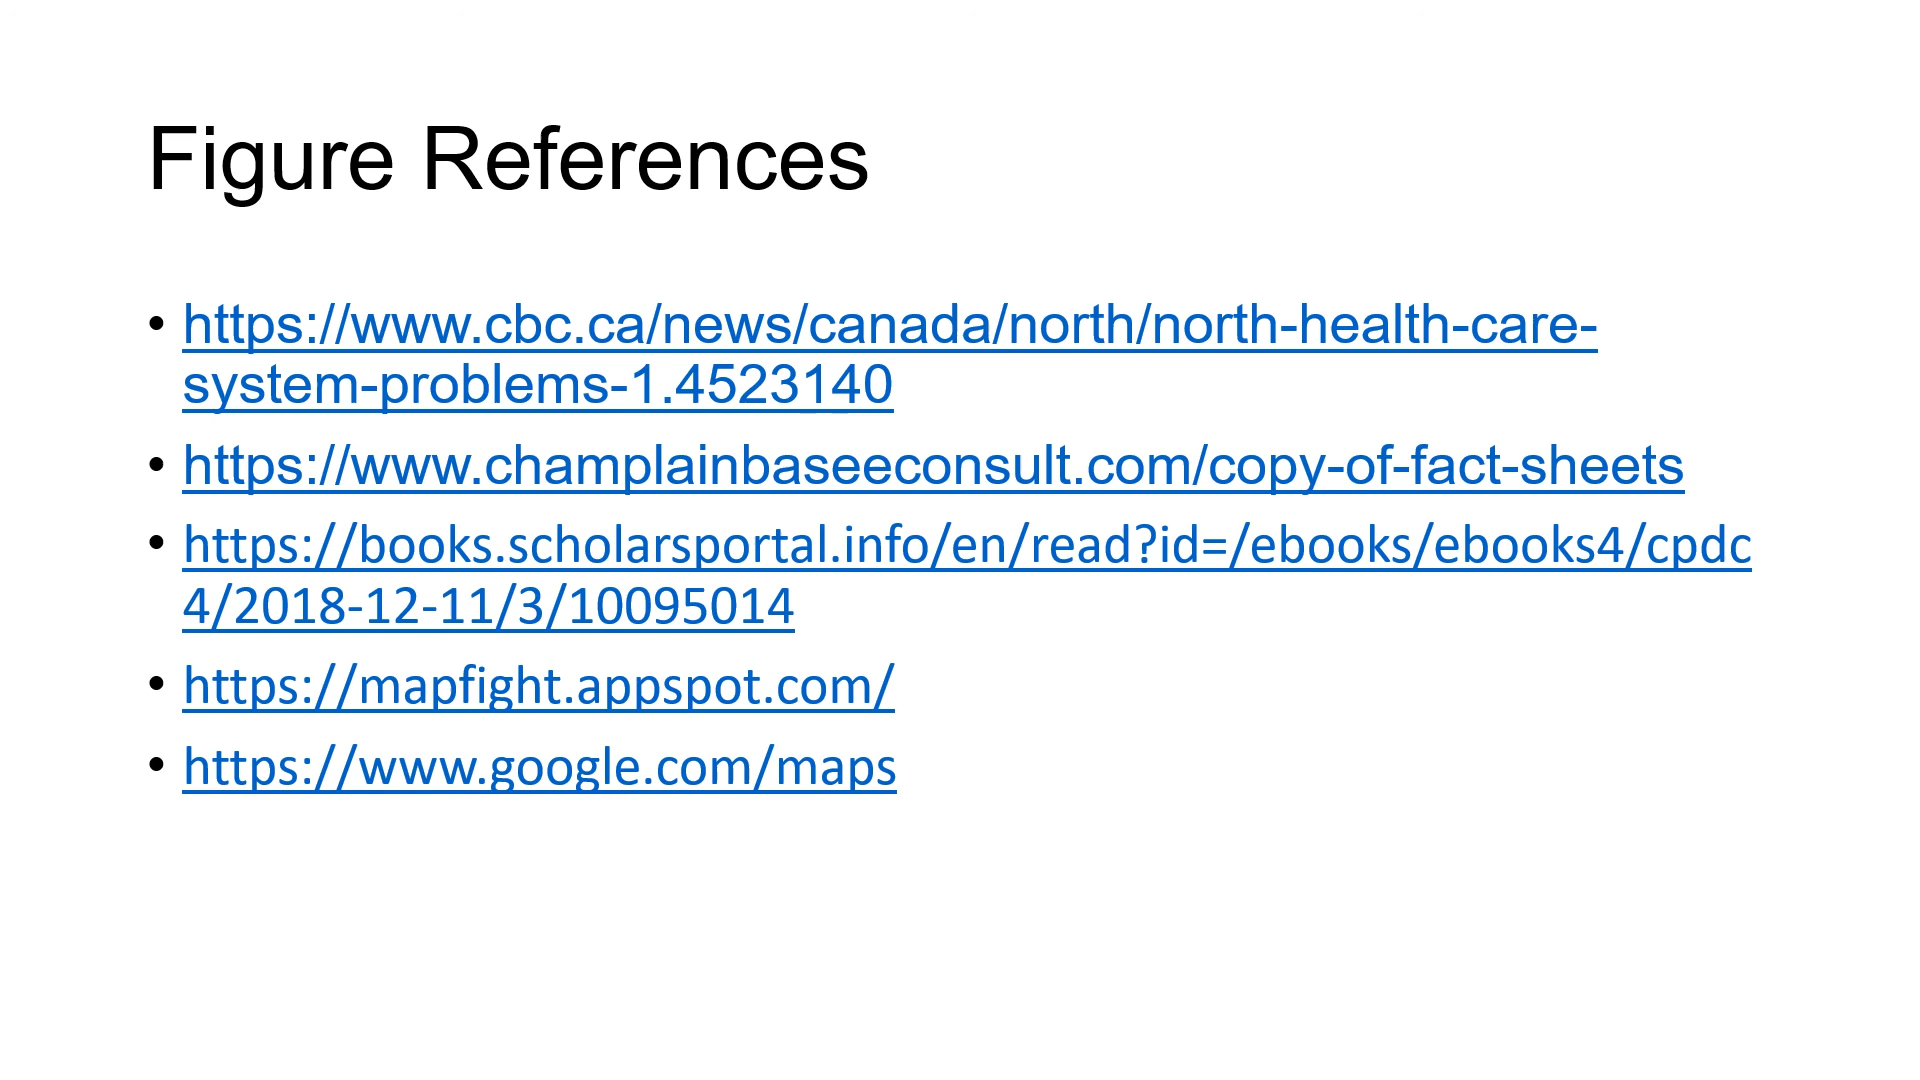 Figure References
• https://www.cbc.ca/news/canada/north/north-health-care-
system-problems-1.4523140
• https://www.champlainbaseeconsult.com/copy-of-fact-sheets
• https://books.scholarsportal.info/en/read?id=/ebooks/ebooks4/cpdc
4/2018-12-11/3/10095014
• https://mapfight.appspot.com/
• https://www.google.com/maps